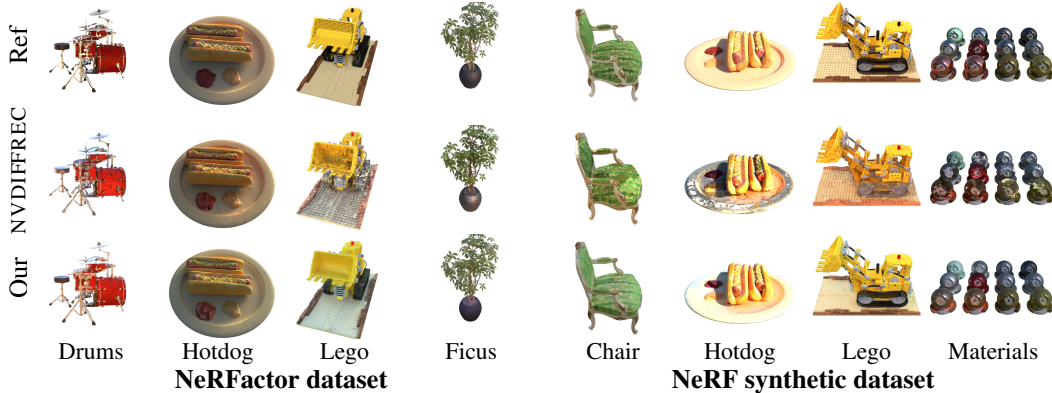 Ref
NVDIFFREC
Our
Drums Hotdog Lego Ficus Chair Hotdog Lego Materials
NeRFactor dataset NeRF synthetic dataset